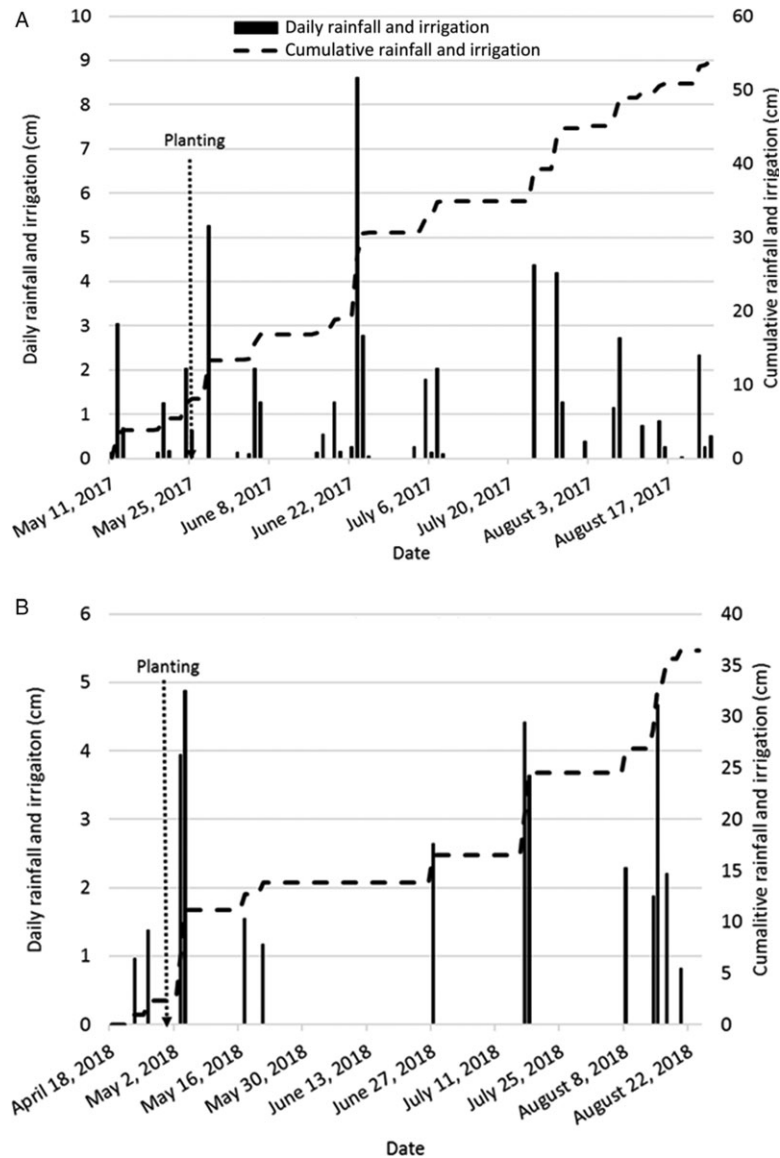 A
Daily rainfall and irrigation
Cumulative rainfall and irrigation
Planting
10
9
8
7
6
5
4
3
2
1
0
Daily rainfall and irrigation (cm)
60
50
40
30
20
10
0
Cumulative rainfall and irrigation (cm)
May 11, 2017
May 25, 2017
June 8, 2017
June 22, 2017
July 6, 2017
July 20, 2017
August 3, 2017
August 17, 2017
Date
B
Planting
6
5
4
3
2
1
0
Daily rainfall and irrigaiton (cm)
40
35
30
25
20
15
10
5
0
Cumalitive rainfall and irrigation (cm)
April 18, 2018
May 2, 2018
May 16, 2018
May 30, 2018
June 13, 2018
June 27, 2018
July 11, 2018
July 25, 2018
August 8, 2018
August 22, 2018
Date